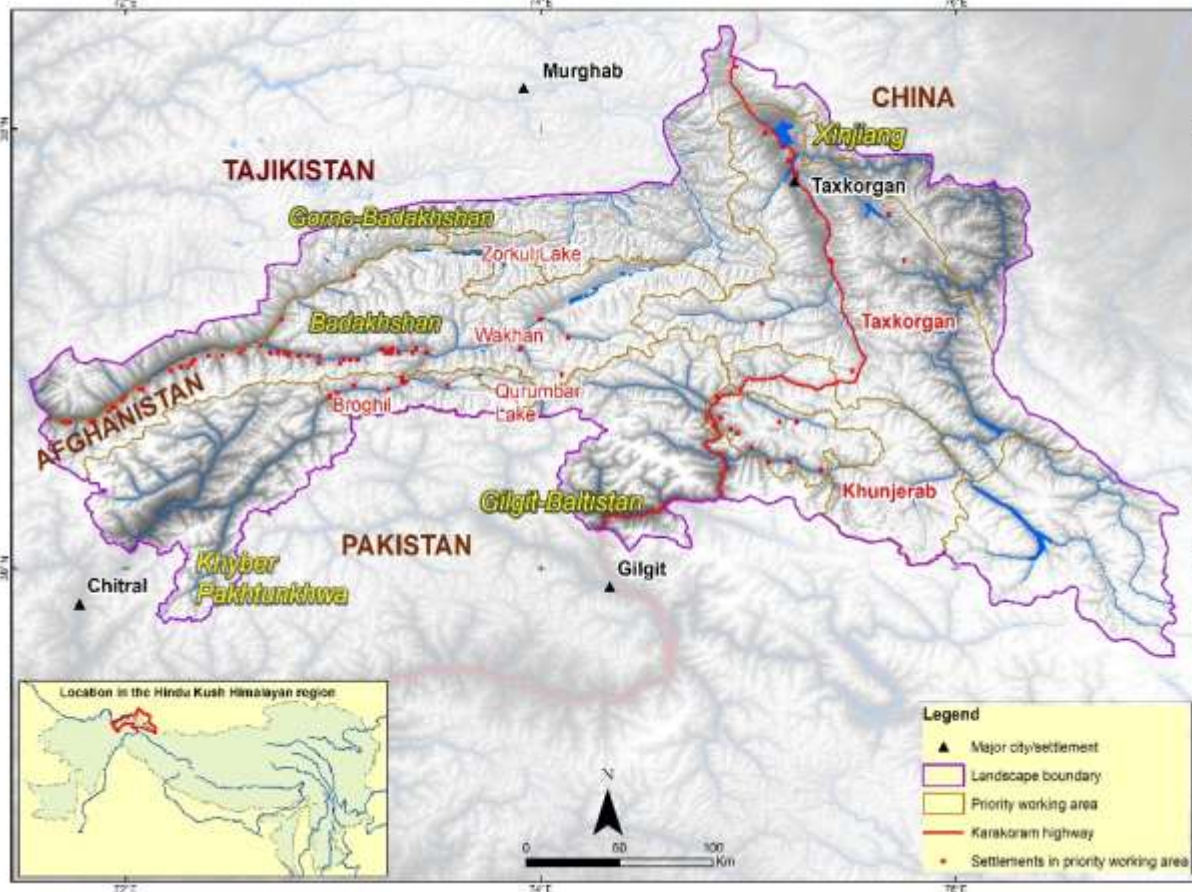 Murghab
CHINA
Xinjiang
TAJIKISTAN
Taxkorgan
Gorno-Badakhshan
Zorkul Lake
Badakhshan
Taxkorgan
Wakhan
AFGHANISTAN
Qurumbar
Lake
Broghil
Khunjerab
Gilgit-Baltistan
PAKISTAN
Khyber
Pakhtunkhwa
Gilgit
Chitral
Location in the Hindu Kush Himalayan region
N
0 50 100
Km
Legend
Major city/settlement
Landscape boundary
Priority working area
Karakoram highway
Settlements in priority working area